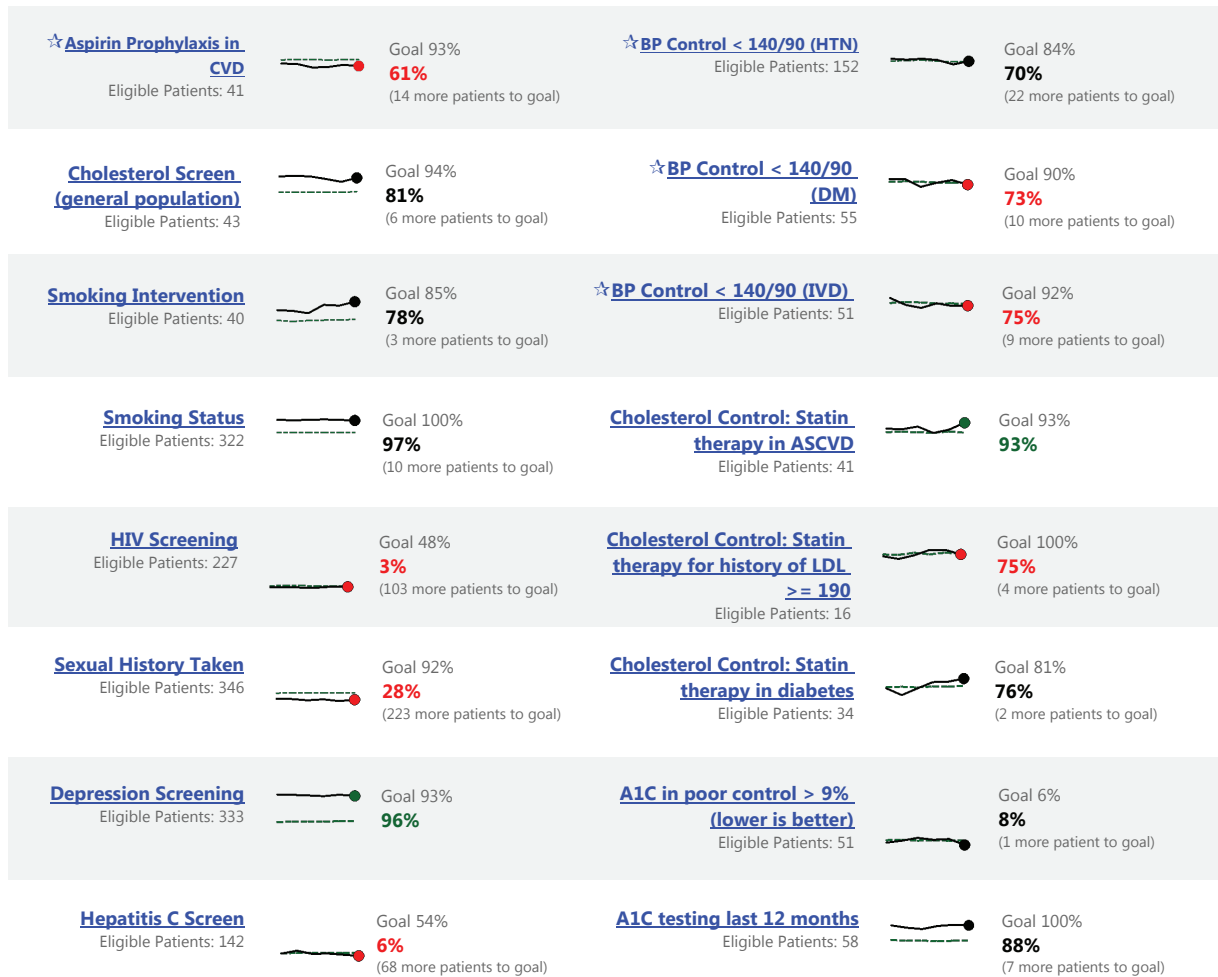 ☆Aspirin Prophylaxis in
CVD
Eligible Patients: 41
Goal 93%
61%
(14 more patients to goal)
☆BP Control < 140/90 (HTN)
Eligible Patients: 152
Goal 84%
70%
(22 more patients to goal)
Cholesterol Screen
(general population)
Eligible Patients: 43
Goal 94%
81%
(6 more patients to goal)
☆BP Control < 140/90
(DM)
Eligible Patients: 55
Goal 90%
73%
(10 more patients to goal)
Smoking Intervention
Eligible Patients: 40
Goal 85%
78%
(3 more patients to goal)
☆BP Control < 140/90 (IVD)
Eligible Patients: 51
Goal 92%
75%
(9 more patients to goal)
Smoking Status
Eligible Patients: 322
Goal 100%
97%
(10 more patients to goal)
Cholesterol Control: Statin
therapy in ASCVD
Eligible Patients: 41
Goal 93%
93%
HIV Screening
Eligible Patients: 227
Goal 48%
3%
(103 more patients to goal)
Cholesterol Control: Statin
therapy for history of LDL
>= 190
Eligible Patients: 16
Goal 100%
75%
(4 more patients to goal)
Sexual History Taken
Eligible Patients: 346
Goal 92%
28%
(223 more patients to goal)
Cholesterol Control: Statin
therapy in diabetes
Eligible Patients: 34
Goal 81%
76%
(2 more patients to goal)
Depression Screening
Eligible Patients: 333
Goal 93%
96%
A1C in poor control > 9%
(lower is better)
Eligible Patients: 51
Goal 6%
8%
(1 more patient to goal)
Hepatitis C Screen
Eligible Patients: 142
Goal 54%
6%
(68 more patients to goal)
A1C testing last 12 months
Eligible Patients: 58
Goal 100%
88%
(7 more patients to goal)